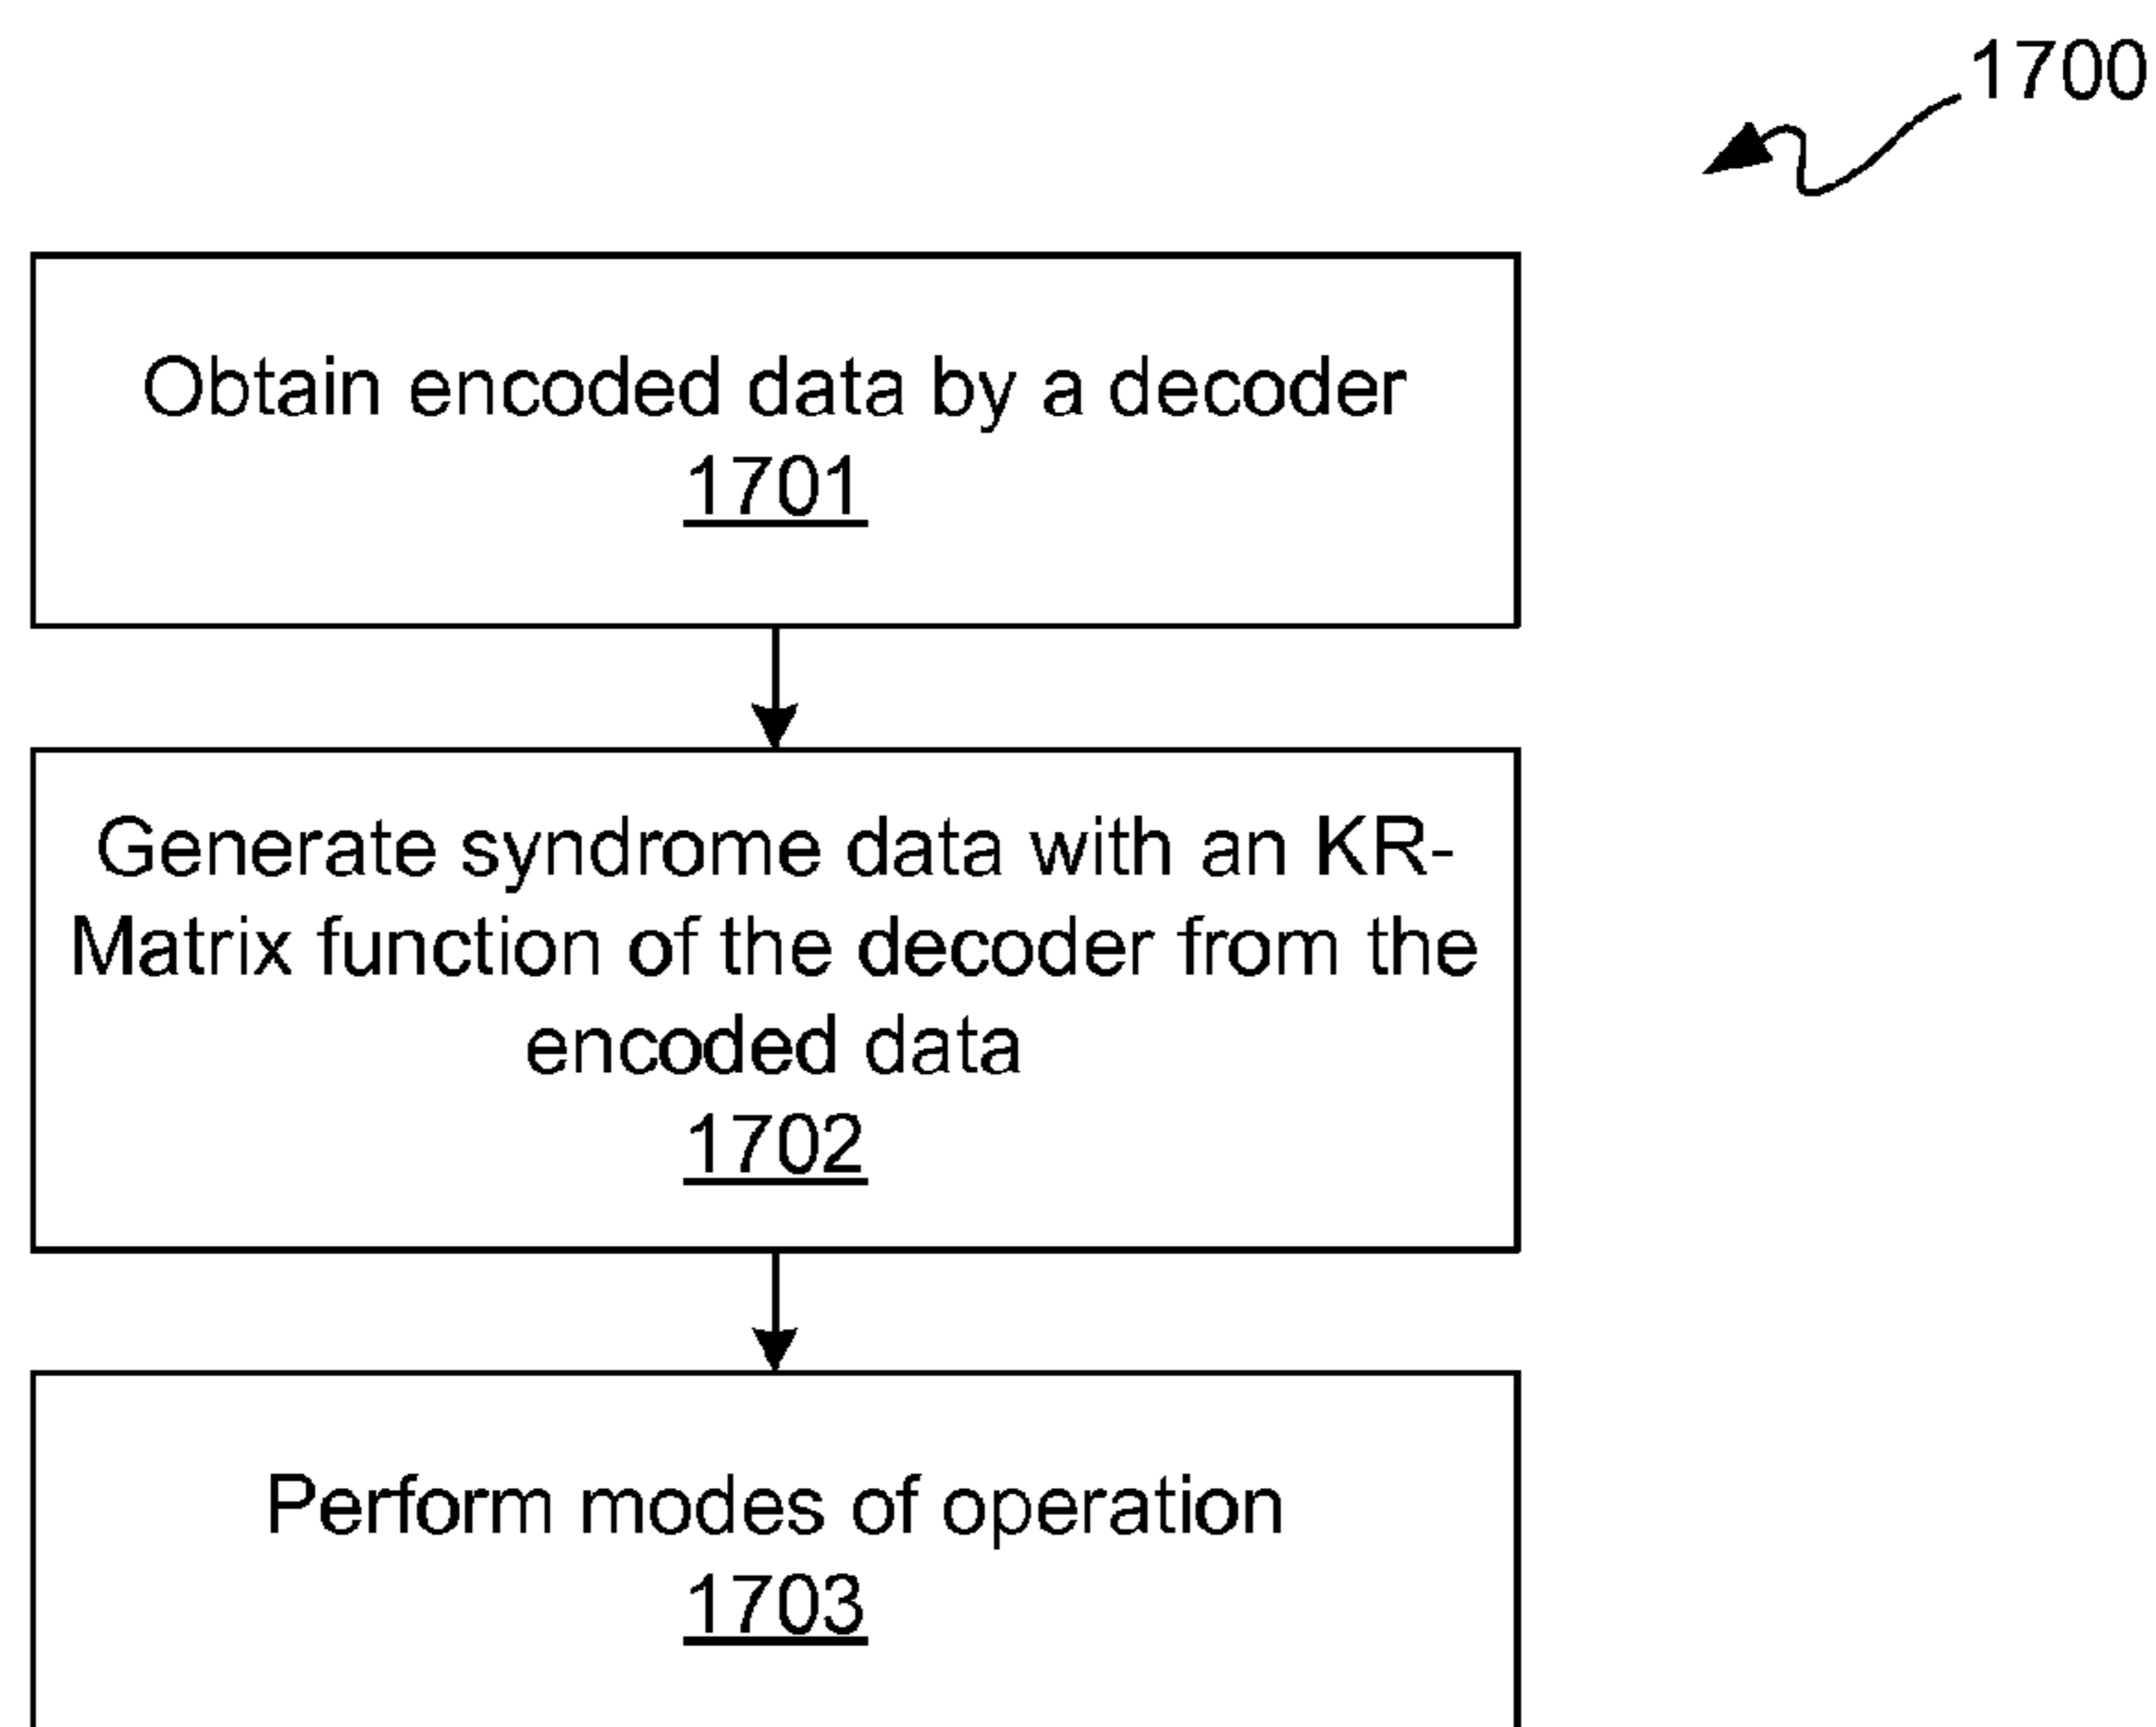 1700
Obtain encoded data by a decoder
1701
Generate syndrome data with an KR-
Matrix function of the decoder from the
encoded data
1702
Perform modes of operation
1703